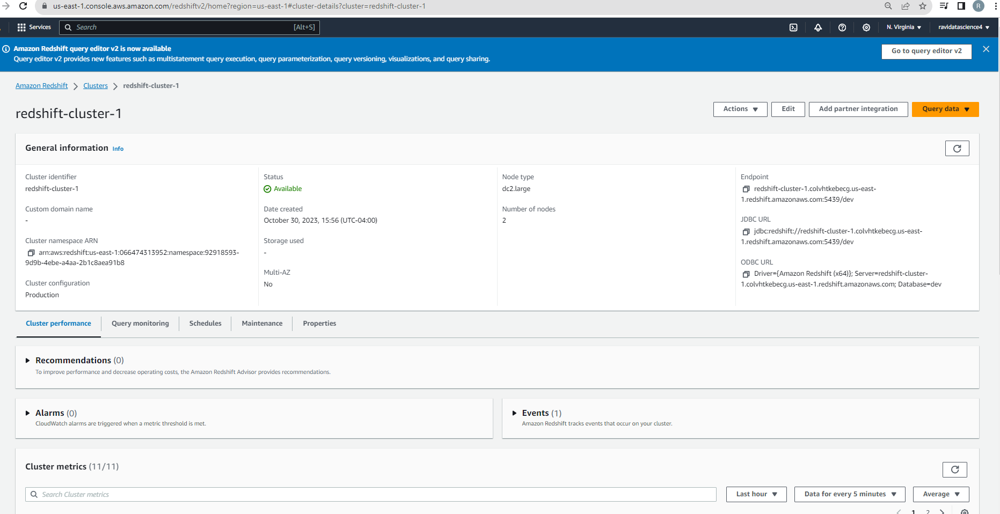 us-east-1.console.aws.amazon.com/redshiftv2/home?region=us-east-1#cluster-details?cluster=redshift-cluster-1
R
Services
Search
[Alt+S]
N. Virginia
ravidatascience4
Amazon Redshift query editor v2 is now available
Query editor v2 provides new features such as multistatement query execution, query parameterization, query versioning, visualizations, and query sharing.
Go to query editor v2
Amazon Redshift
Clusters
redshift-cluster-1
redshift-cluster-1
Actions
Edit
Add partner integration
Query data
General information Info
Cluster identifier
redshift-cluster-1
Custom domain name
-
Cluster namespace ARN
arn:aws:redshift:us-east-1:066474313952:namespace:92918593-
9d9b-4ebe-a4aa-2b1c8aea91b8
Cluster configuration
Production
Status
Available
Date created
October 30, 2023, 15:56 (UTC-04:00)
Storage used
-
Multi-AZ
No
Node type
dc2.large
Number of nodes
2
Endpoint
redshift-cluster-1.colvhtkebecg.us-east-
1.redshift.amazonaws.com:5439/dev
JDBC URL
jdbc:redshift://redshift-cluster-1.colvhtkebecg.us-east-
1.redshift.amazonaws.com:5439/dev
ODBC URL
Driver={Amazon Redshift (x64)}; Server=redshift-cluster-
1.colvhtkebecg.us-east-1.redshift.amazonaws.com; Database=dev
Cluster performance
Query monitoring
Schedules
Maintenance
Properties
Recommendations (0)
To improve performance and decrease operating costs, the Amazon Redshift Advisor provides recommendations.
Alarms (0)
CloudWatch alarms are triggered when a metric threshold is met.
Events (1)
Amazon Redshift tracks events that occur on your cluster.
Cluster metrics (11/11)
Search Cluster metrics
Last hour
Data for every 5 minutes
Average
1
2